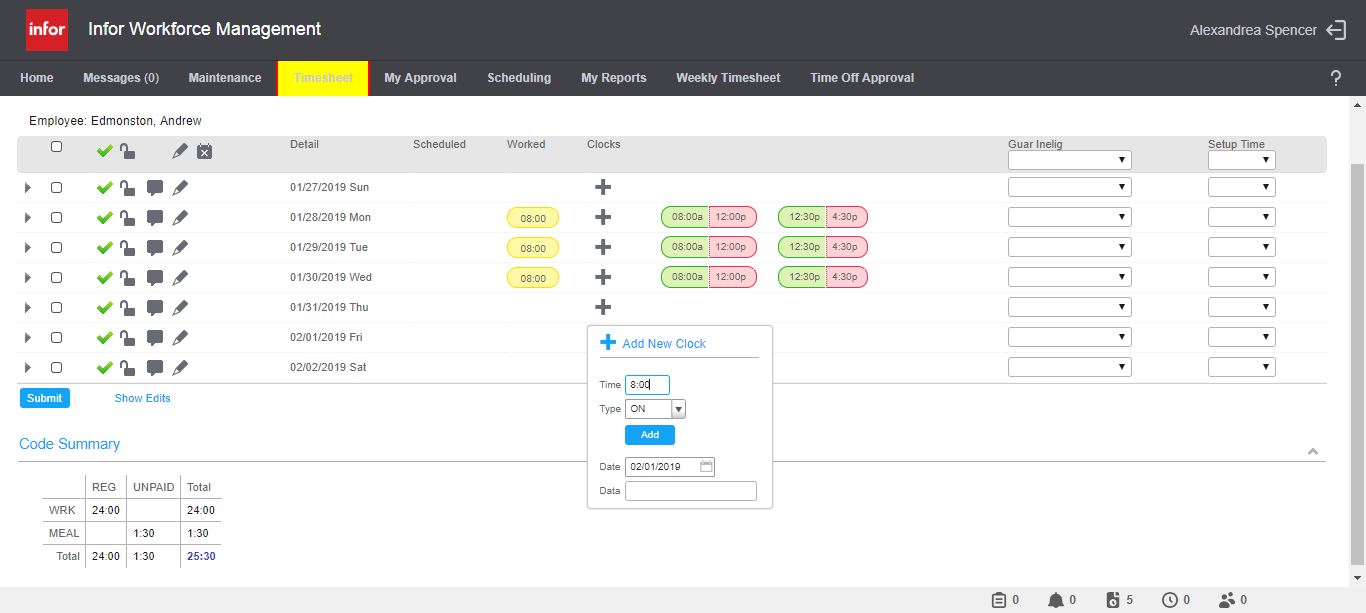 infor Infor Workforce Management Alexandrea Spencer
Home Messages (0) Maintenance Timesheet My Approval Scheduling My Reports Weekly Timesheet Time Off Approval ?
Employee: Edmonston, Andrew
Detail Scheduled Worked Clocks Guar Inelig Setup Time
01/27/2019 Sun
01/28/2019 Mon 08:00 08:00a 12:00p 12:30p 4:30p
01/29/2019 Tue 08:00 08:00a 12:00p 12:30p 4:30p
01/30/2019 Wed 08:00 08:00a 12:00p 12:30p 4:30p
01/31/2019 Thu
02/01/2019 Fri
02/02/2019 Sat
Add New Clock
Time 8:00
Type ON
Add
Date 02/01/2019
Data
Submit Show Edits
Code Summary
REG UNPAID Total
WRK 24:00 24:00
MEAL 1:30 1:30
Total 24:00 1:30 25:30
0 0 5 0 0